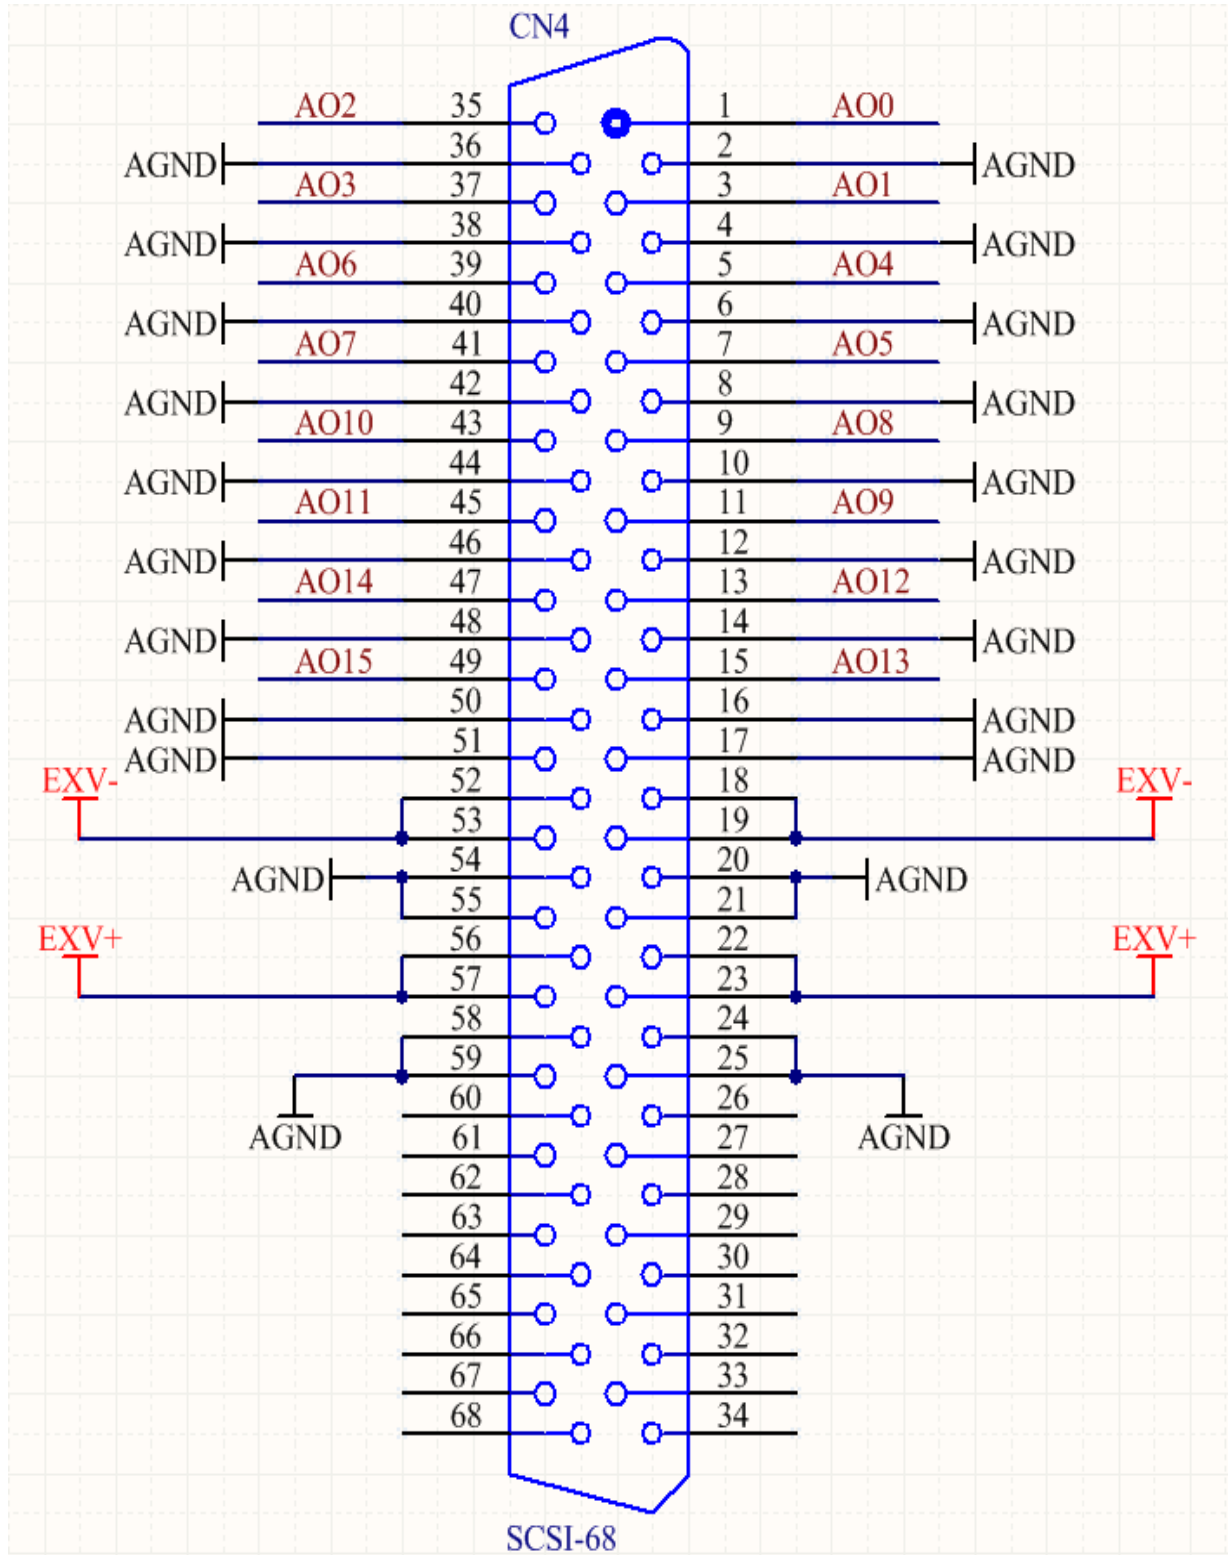 CN4
AO2 35 1 AO0
AGND 36 2 AGND
AO3 37 3 AO1
AGND 38 4 AGND
AO6 39 5 AO4
AGND 40 6 AGND
AO7 41 7 AO5
AGND 42 8 AGND
AO10 43 9 AO8
AGND 44 10 AGND
AO11 45 11 AO9
AGND 46 12 AGND
AO14 47 13 AO12
AGND 48 14 AGND
AO15 49 15 AO13
AGND 50 16 AGND
AGND 51 17 AGND
EXV- 52 18 EXV-
53 19
AGND 54 20 AGND
55 21
EXV+ 56 22 EXV+
57 23
58 24
59 25
60 26
AGND 61 27 AGND
62 28
63 29
64 30
65 31
66 32
67 33
68 34
SCSI-68